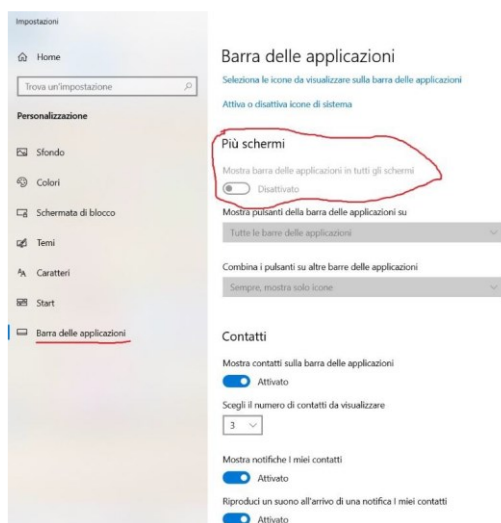 Impostazioni
Home
Trova un'impostazione
Personalizzazione
Sfondo
Colori
Schermata di blocco
Temi
Caratteri
Start
Barra delle applicazioni
Barra delle applicazioni
Seleziona le icone da visualizzare sulla barra delle applicazioni
Attiva o disattiva icone di sistema
Più schermi
Mostra barra delle applicazioni in tutti gli schermi
Disattivato
Mostra pulsanti della barra delle applicazioni su
Tutte le barre delle applicazioni
Combina i pulsanti su altre barre delle applicazioni
Sempre, mostra solo icone
Contatti
Mostra contatti sulla barra delle applicazioni
Attivato
Scegli il numero di contatti da visualizzare
3
Mostra notifiche I miei contatti
Attivato
Riproduci un suono all'arrivo di una notifica I miei contatti
Attivato